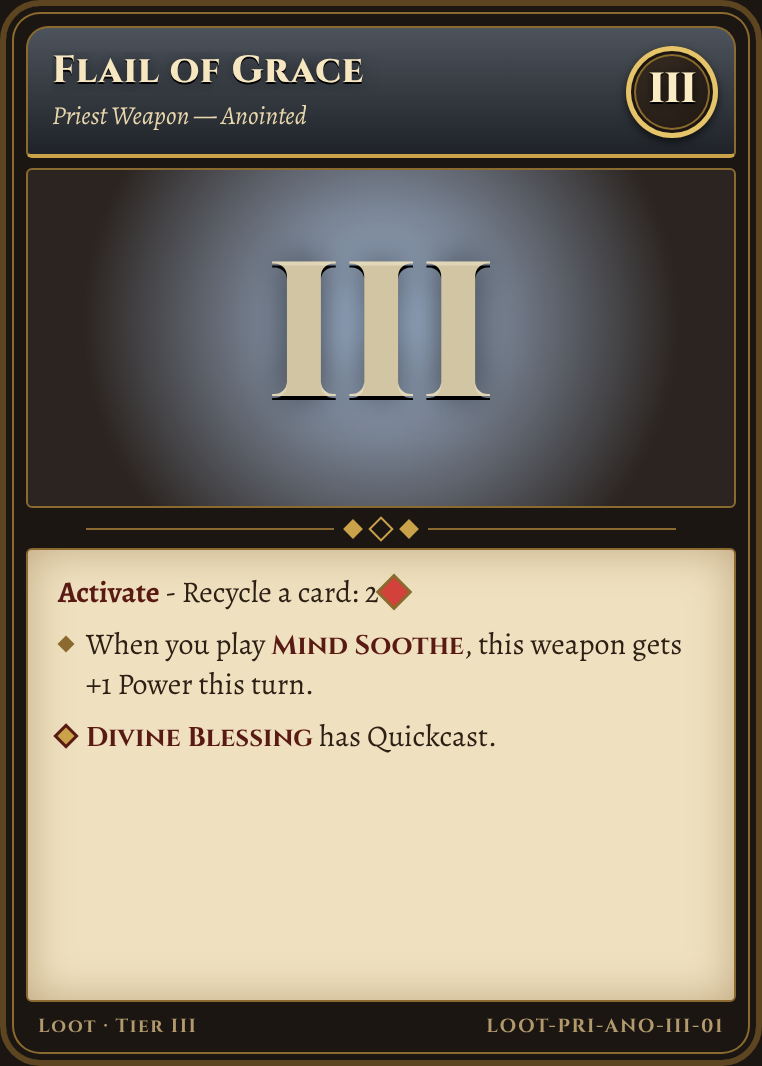 Flail of Grace
Priest Weapon — Anointed
III
III
Activate - Recycle a card: 2
When you play Mind Soothe, this weapon gets
+1 Power this turn.
Divine Blessing has Quickcast.
Loot · Tier III
LOOT-PRI-ANO-III-01